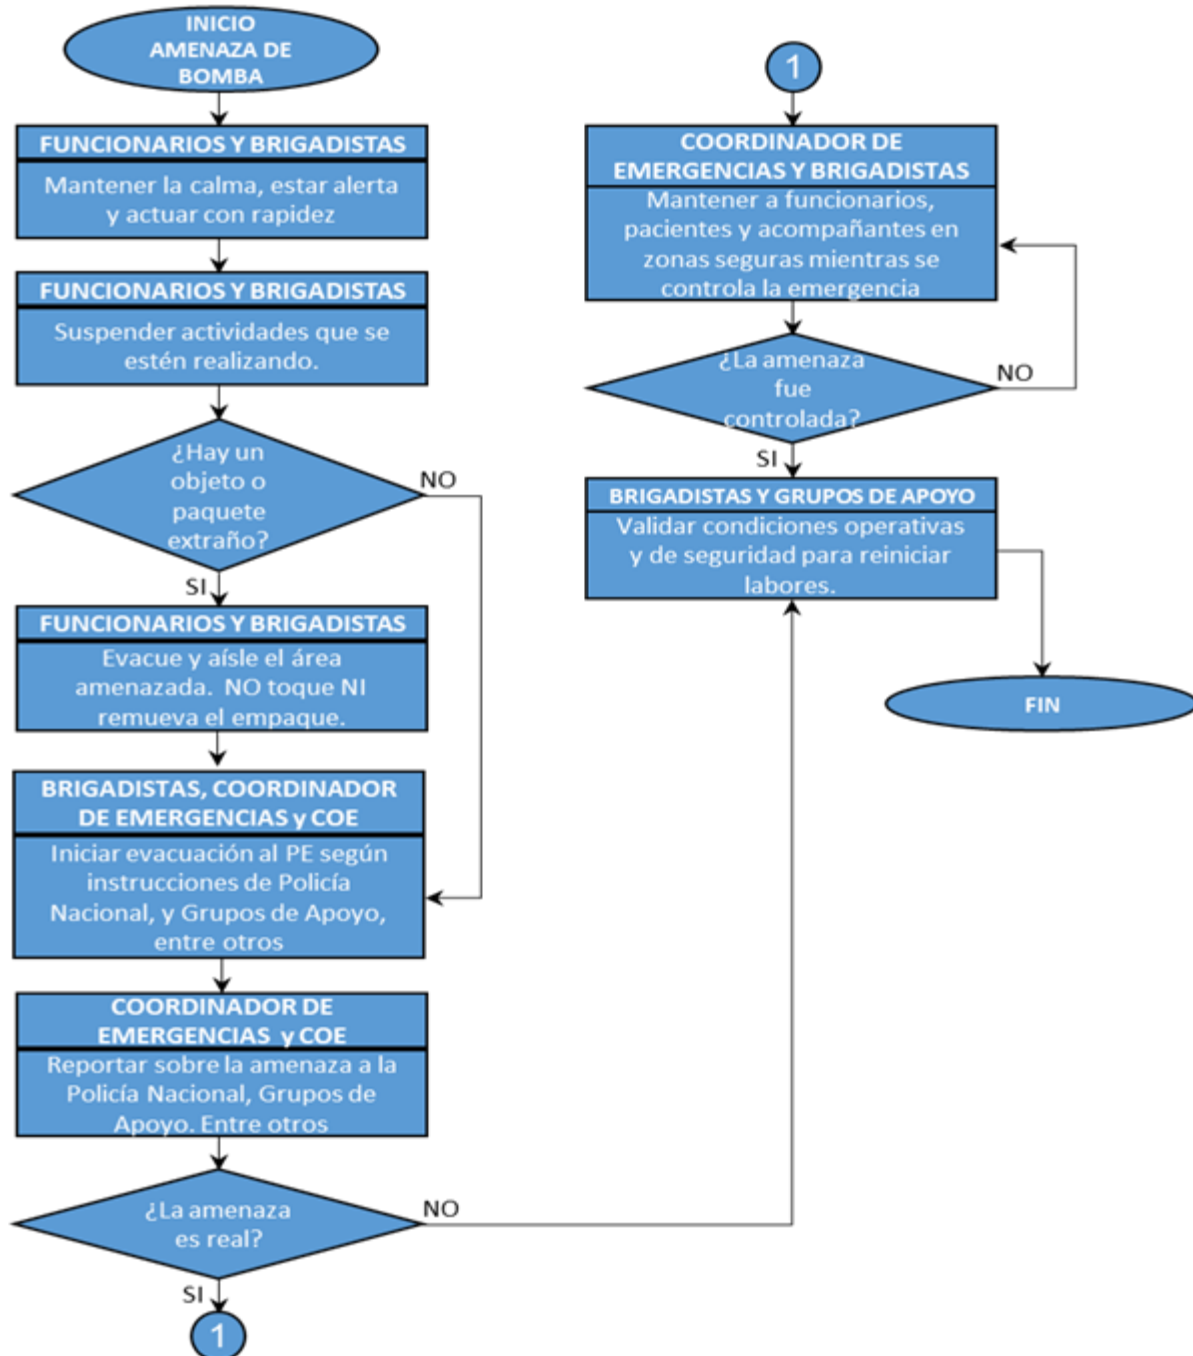 INICIO
AMENAZA DE
BOMBA
FUNCIONARIOS Y BRIGADISTAS
Mantener la calma, estar alerta
y actuar con rapidez
FUNCIONARIOS Y BRIGADISTAS
Suspender actividades que se
estén realizando.
¿Hay un
objeto o
paquete
extraño?
NO
SI
FUNCIONARIOS Y BRIGADISTAS
Evacue y aísle el área
amenazada. NO toque NI
remueva el empaque.
BRIGADISTAS, COORDINADOR
DE EMERGENCIAS y COE
Iniciar evacuación al PE según
instrucciones de Policía
Nacional, y Grupos de Apoyo,
entre otros
COORDINADOR DE
EMERGENCIAS y COE
Reportar sobre la amenaza a la
Policía Nacional, Grupos de
Apoyo. Entre otros
¿La amenaza
es real?
NO
SI
1
1
COORDINADOR DE
EMERGENCIAS Y BRIGADISTAS
Mantener a funcionarios,
pacientes y acompañantes en
zonas seguras mientras se
controla la emergencia
¿La amenaza
fue
controlada?
NO
SI
BRIGADISTAS Y GRUPOS DE APOYO
Validar condiciones operativas
y de seguridad para reiniciar
labores.
FIN